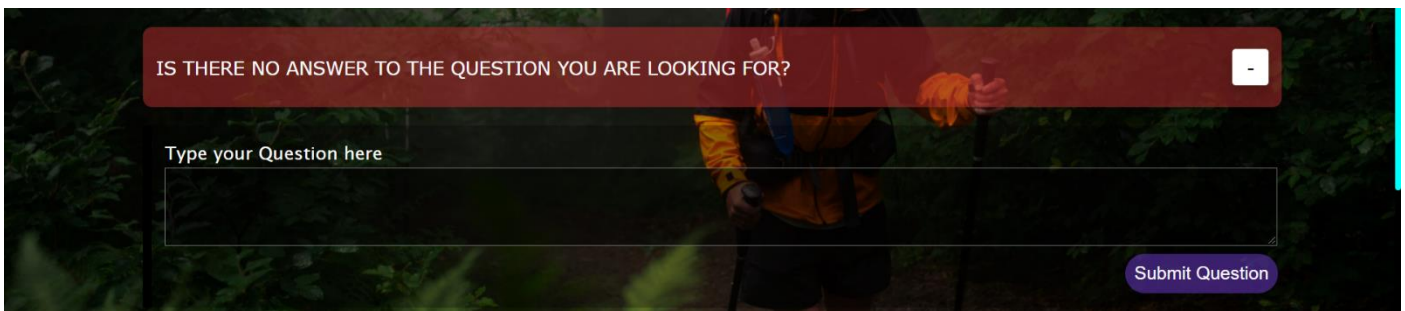 IS THERE NO ANSWER TO THE QUESTION YOU ARE LOOKING FOR?
-
Type your Question here
Submit Question